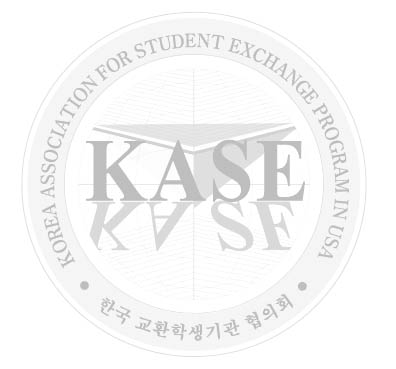 KOREA ASSOCIATION FOR STUDENT EXCHANGE PROGRAM IN USA
KASE
한국 교환학생기관 협의회